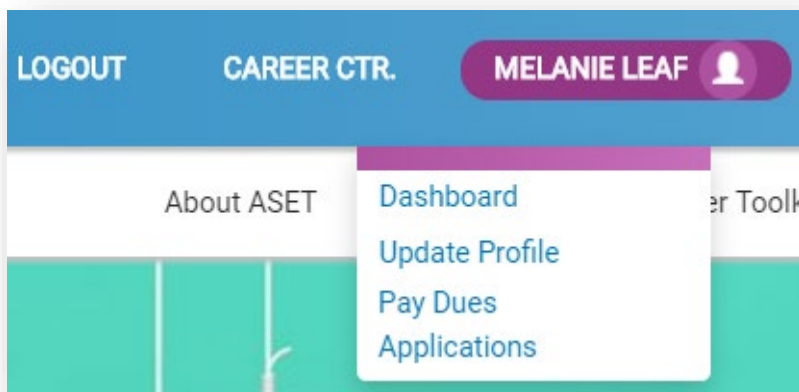 LOGOUT CAREER CTR. MELANIE LEAF
About ASET
Dashboard
Update Profile
Pay Dues
Applications